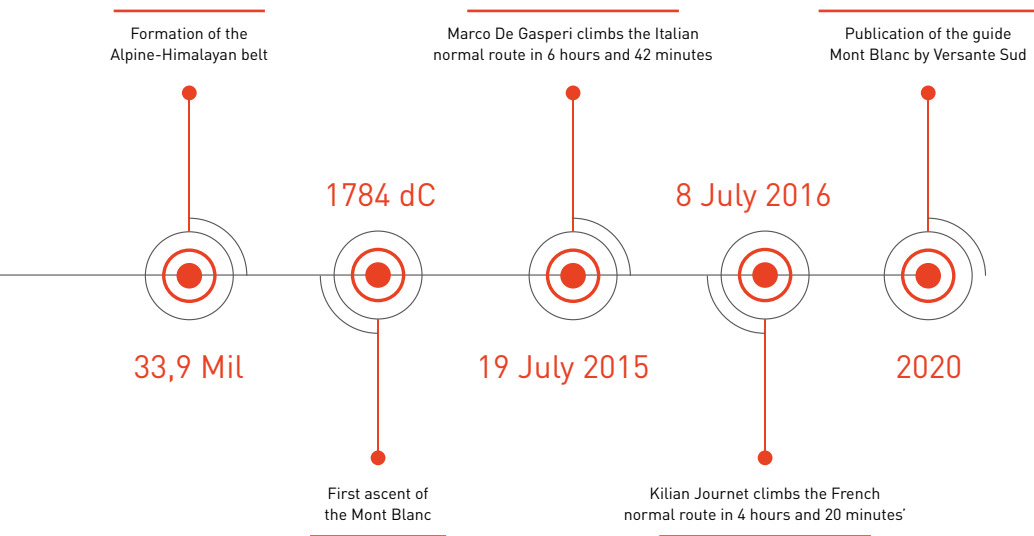 Formation of the
Alpine-Himalayan belt
33,9 Mil
1784 dC
First ascent of
the Mont Blanc
Marco De Gasperi climbs the Italian
normal route in 6 hours and 42 minutes
19 July 2015
8 July 2016
Kilian Journet climbs the French
normal route in 4 hours and 20 minutes’
Publication of the guide
Mont Blanc by Versante Sud
2020